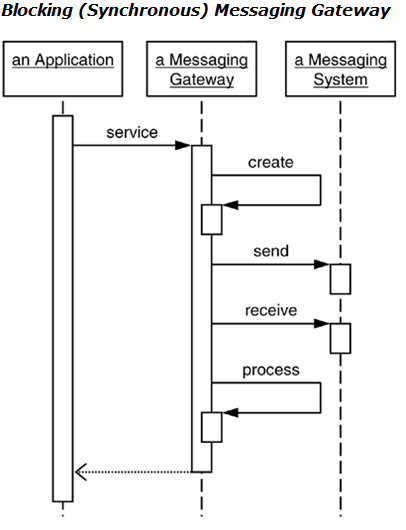 Blocking (Synchronous) Messaging Gateway
an Application
a Messaging
Gateway
a Messaging
System
service
create
send
receive
process